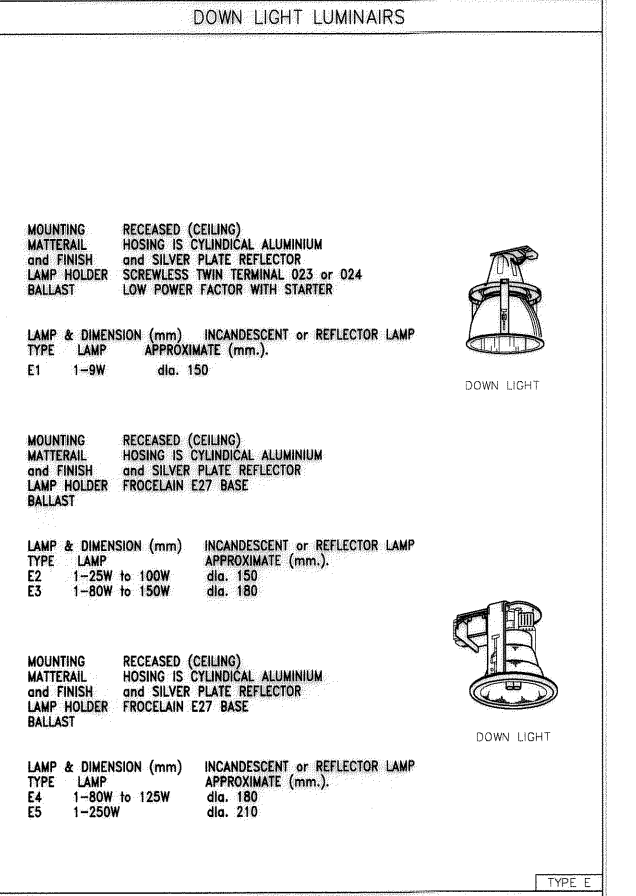 DOWN LIGHT LUMINAIRS
MOUNTING RECEASED (CEILING)
MATTERAIL HOSING IS CYLINDICAL ALUMINIUM
and FINISH and SILVER PLATE REFLECTOR
LAMP HOLDER SCREWLESS TWIN TERMINAL 023 or 024
BALLAST LOW POWER FACTOR WITH STARTER
LAMP & DIMENSION (mm) INCANDESCENT or REFLECTOR LAMP
TYPE LAMP APPROXIMATE (mm.).
E1 1-9W dia. 150
DOWN LIGHT
MOUNTING RECEASED (CEILING)
MATTERAIL HOSING IS CYLINDICAL ALUMINIUM
and FINISH and SILVER PLATE REFLECTOR
LAMP HOLDER FROCELAIN E27 BASE
BALLAST
LAMP & DIMENSION (mm) INCANDESCENT or REFLECTOR LAMP
TYPE LAMP APPROXIMATE (mm.).
E2 1-25W to 100W dia. 150
E3 1-80W to 150W dia. 180
MOUNTING RECEASED (CEILING)
MATTERAIL HOSING IS CYLINDICAL ALUMINIUM
and FINISH and SILVER PLATE REFLECTOR
LAMP HOLDER FROCELAIN E27 BASE
BALLAST
DOWN LIGHT
LAMP & DIMENSION (mm) INCANDESCENT or REFLECTOR LAMP
TYPE LAMP APPROXIMATE (mm.).
E4 1-80W to 125W dia. 180
E5 1-250W dia. 210
TYPE E